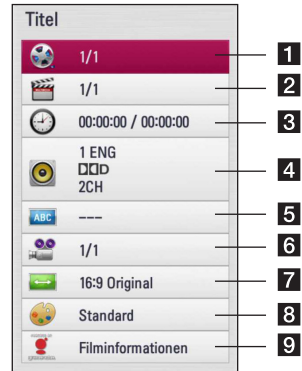 Titel
1/1 1
1/1 2
00:00:00 / 00:00:00 3
1 ENG
D
2CH 4
ABC --- 5
1/1 6
16:9 Original 7
Standard 8
Filminformationen 9